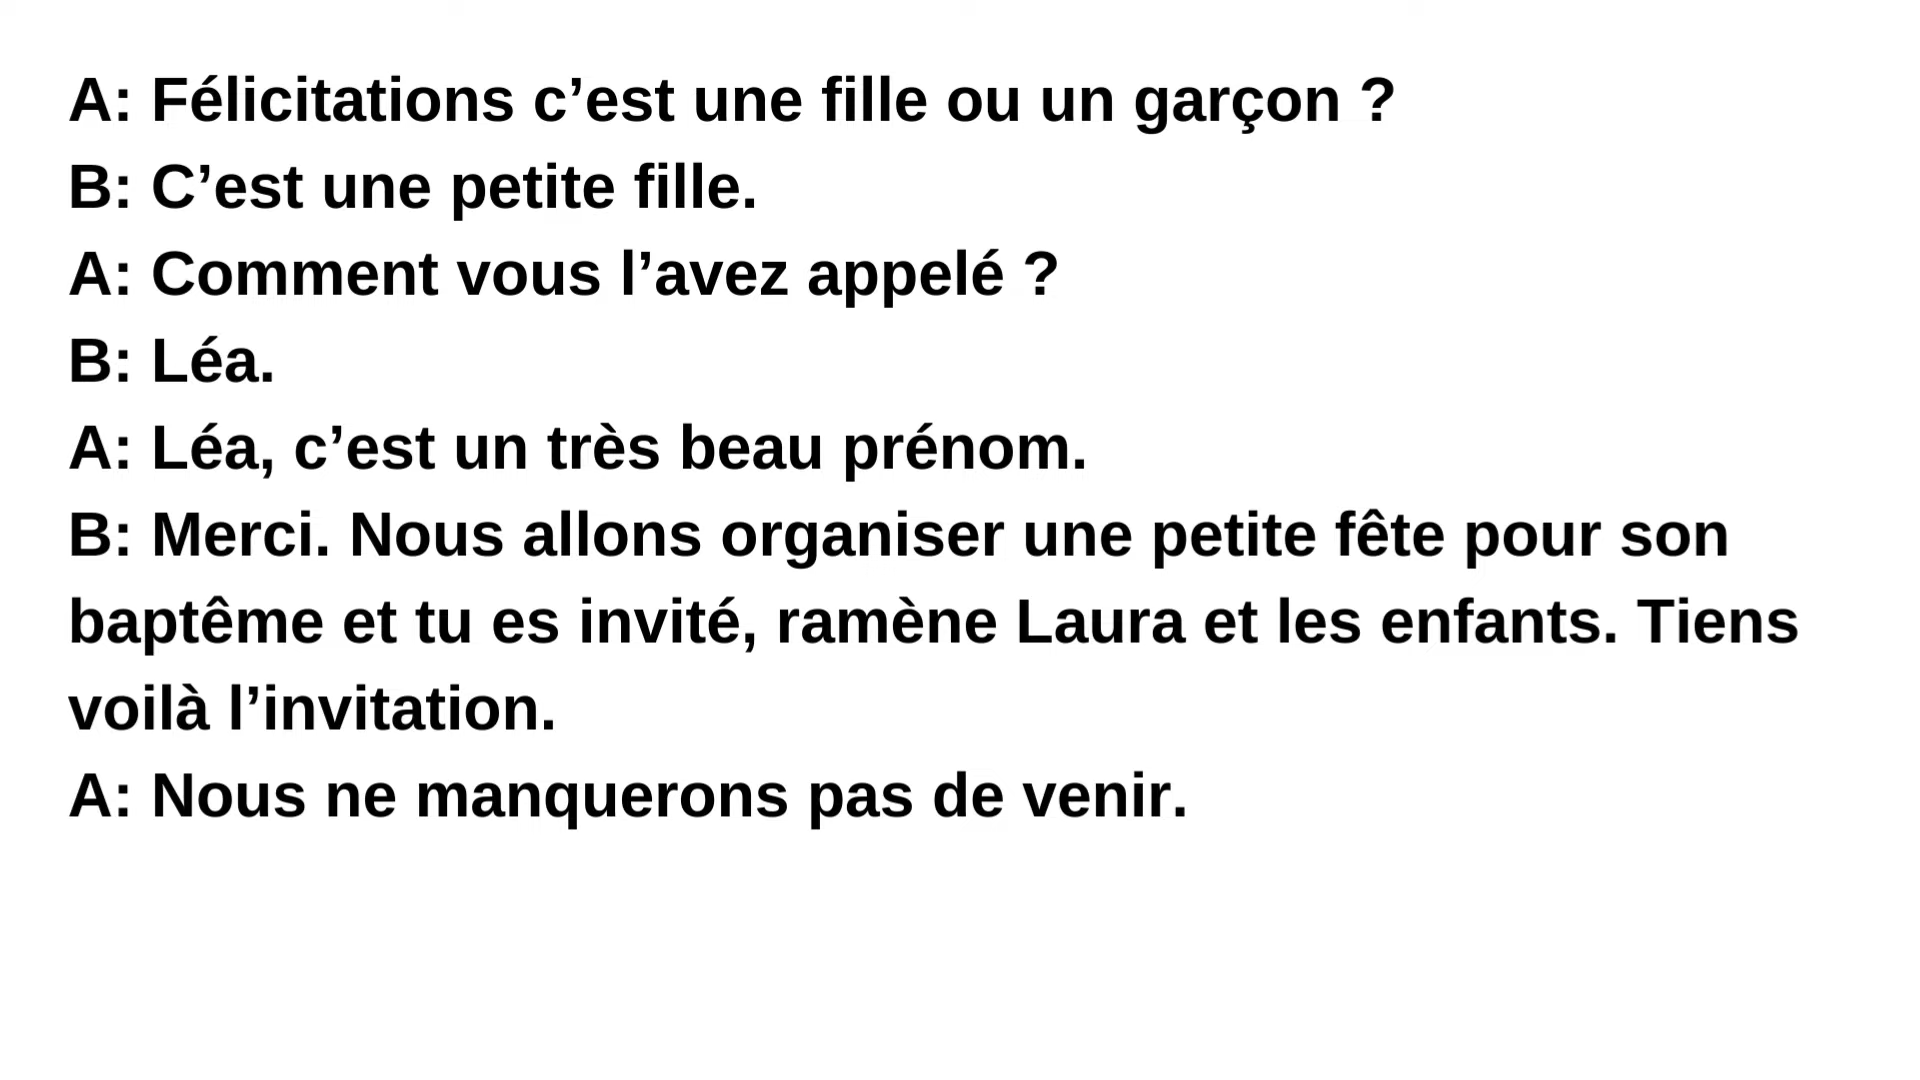 A: Félicitations c’est une fille ou un garçon ?
B: C’est une petite fille.
A: Comment vous l’avez appelé ?
B: Léa.
A: Léa, c’est un très beau prénom.
B: Merci. Nous allons organiser une petite fête pour son
baptême et tu es invité, ramène Laura et les enfants. Tiens
voilà l’invitation.
A: Nous ne manquerons pas de venir.